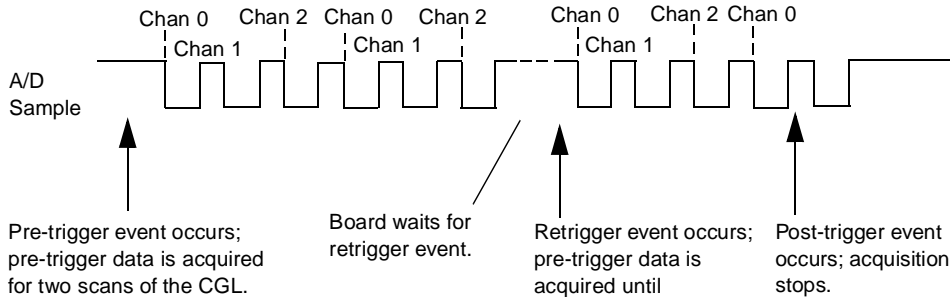 Chan 0 Chan 2 Chan 0 Chan 2 Chan 0 Chan 2 Chan 0
Chan 1 Chan 1 Chan 1
A/D
Sample
Pre-trigger event occurs;
pre-trigger data is acquired
for two scans of the CGL.
Board waits for
retrigger event.
Retrigger event occurs;
pre-trigger data is
acquired until
Post-trigger event
occurs; acquisition
stops.